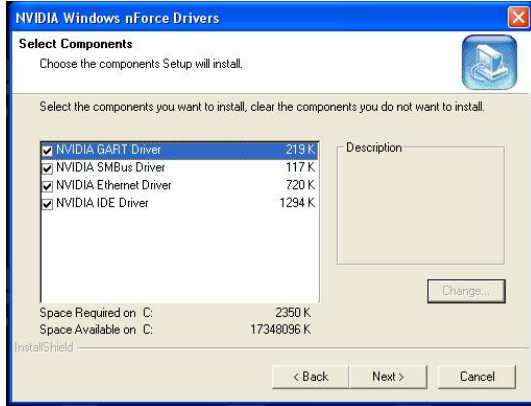 NVIDIA Windows nForce Drivers
Select Components
Choose the components Setup will install.
Select the components you want to install, clear the components you do not want to install.
NVIDIA GART Driver 219 K
NVIDIA SMBus Driver 117 K
NVIDIA Ethernet Driver 720 K
NVIDIA IDE Driver 1294 K
Description
Change...
Space Required on C: 2350 K
Space Available on C: 17348096 K
InstallShield
< Back Next > Cancel